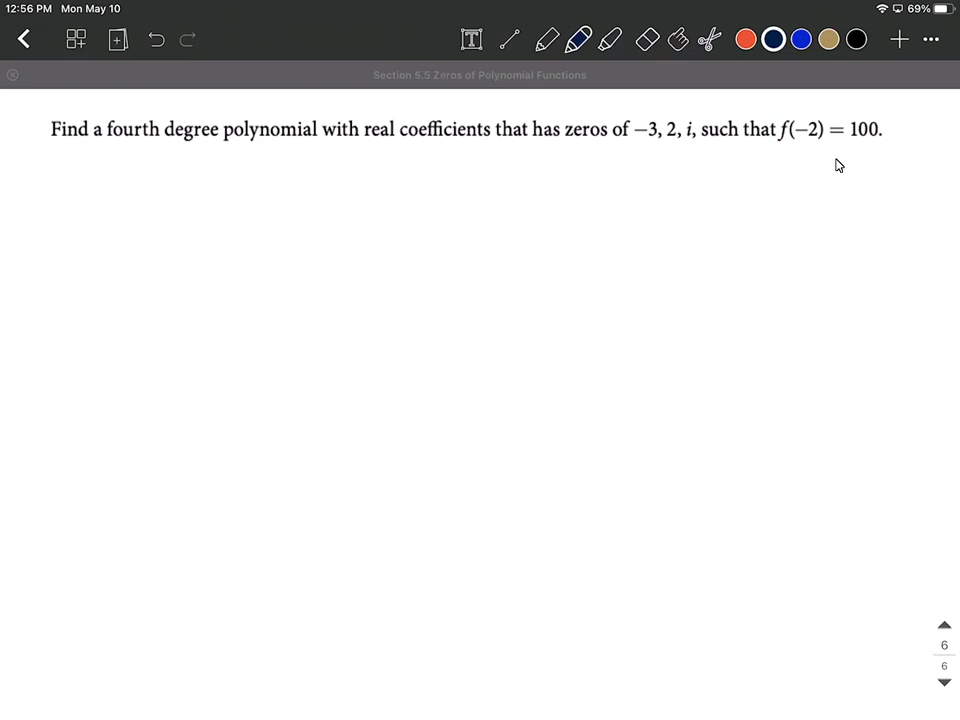 12:56 PM Mon May 10
69%
Section 5.5 Zeros of Polynomial Functions
Find a fourth degree polynomial with real coefficients that has zeros of −3, 2, i, such that f(−2) = 100.
6
6